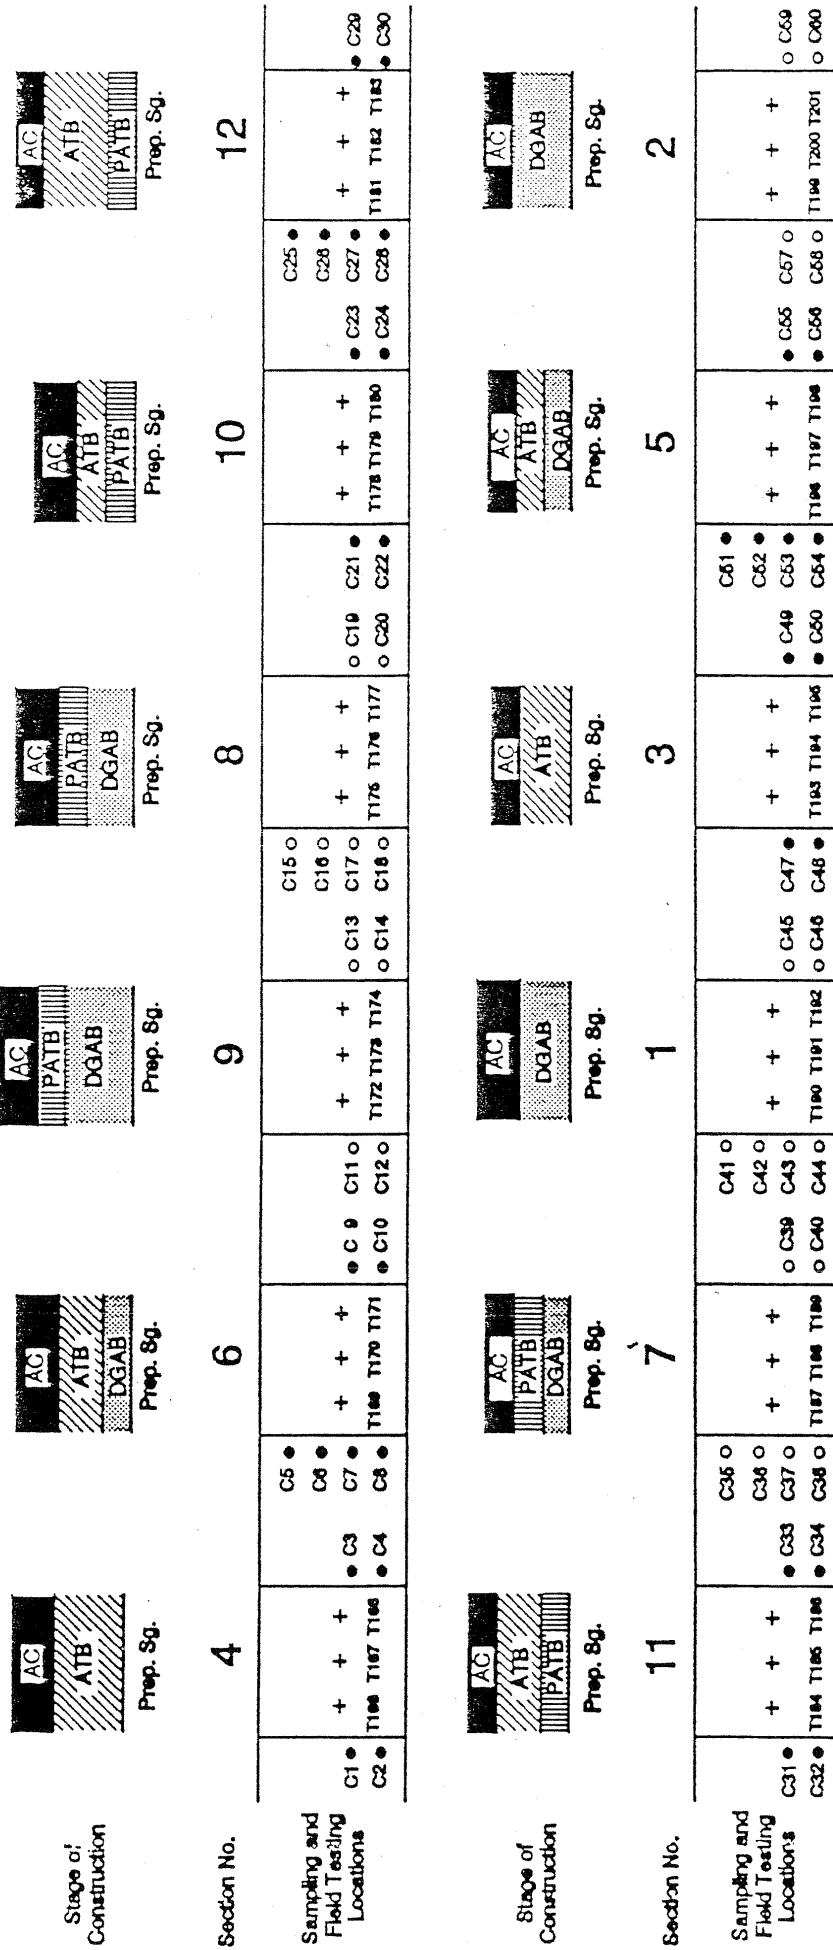 Stage of
Construction
AC AC AC AC AC AC
ATB ATB PATB PATB ATB ATB
DGAB DGAB DGAB PATB PATB
Prep. Sg. Prep. Sg. Prep. Sg. Prep. Sg. Prep. Sg. Prep. Sg.
Section No. 4 6 9 8 10 12
Sampling and
Field Testing
Locations
C5 C15 C25
C6 C16 C26
C1 + + + C3 C7 + + + C 9 C11 + + + C13 C17 + + + C19 C21 + + + C23 C27 + + + C29
C2 T166 T167 T168 C4 C8 T169 T170 T171 C10 C12 T172 T173 T174 C14 C18 T175 T176 T177 C20 C22 T178 T179 T180 C24 C28 T181 T182 T183 C30
Stage of
Construction
AC AC AC AC AC AC
ATB PATB DGAB ATB ATB DGAB
PATB DGAB DGAB
Prep. Sg. Prep. Sg. Prep. Sg. Prep. Sg. Prep. Sg. Prep. Sg.
Section No. 11 7 1 3 5 2
Sampling and
Field Testing
Locations
C35 C41 C51
C36 C42 C52
C31 + + + C33 C37 + + + C39 C43 + + + C45 C47 + + + C49 C53 + + + C55 C57 + + + C59
C32 T184 T185 T186 C34 C38 T187 T188 T189 C40 C44 T190 T191 T192 C46 C48 T193 T194 T195 C50 C54 T196 T197 T198 C56 C58 T199 T200 T201 C60